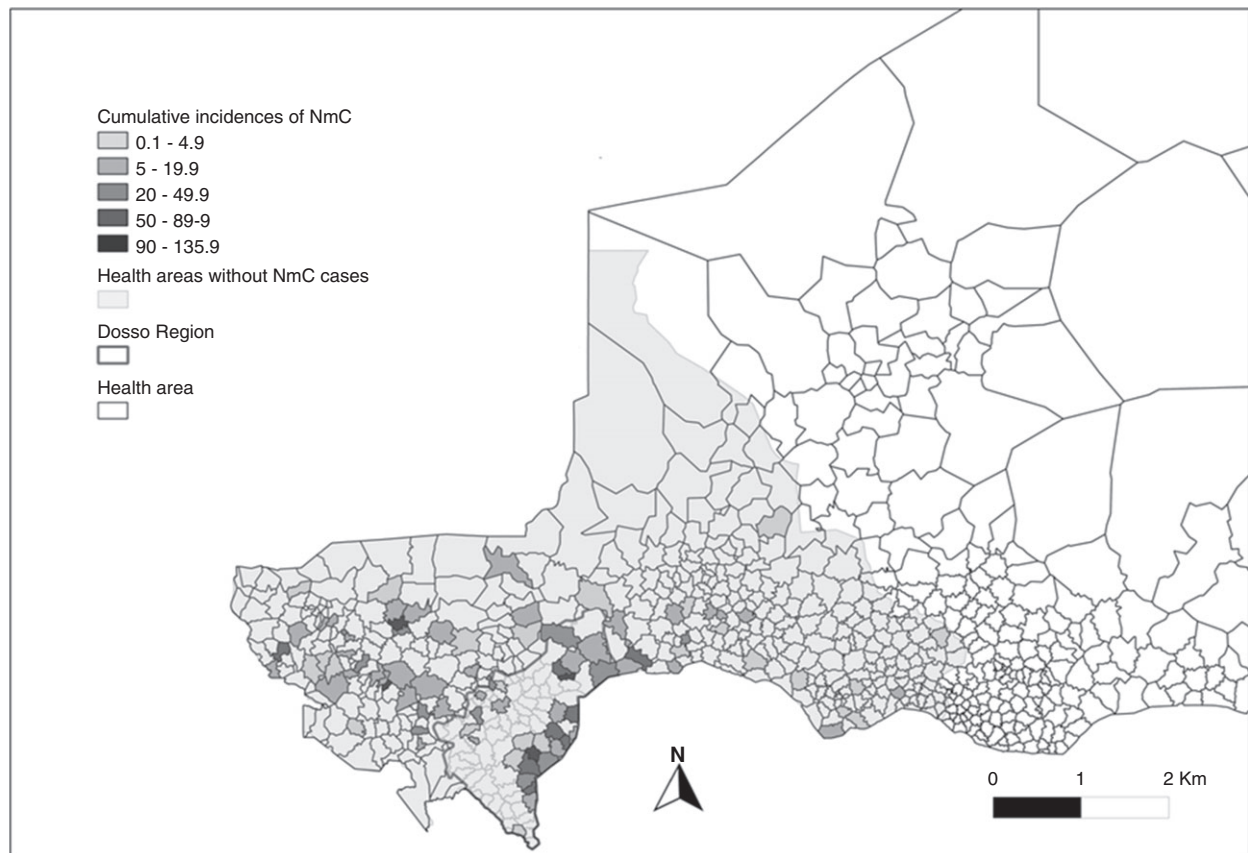 Cumulative incidences of NmC
0.1 - 4.9
5 - 19.9
20 - 49.9
50 - 89-9
90 - 135.9
Health areas without NmC cases
Dosso Region
Health area
N
0 1 2 Km